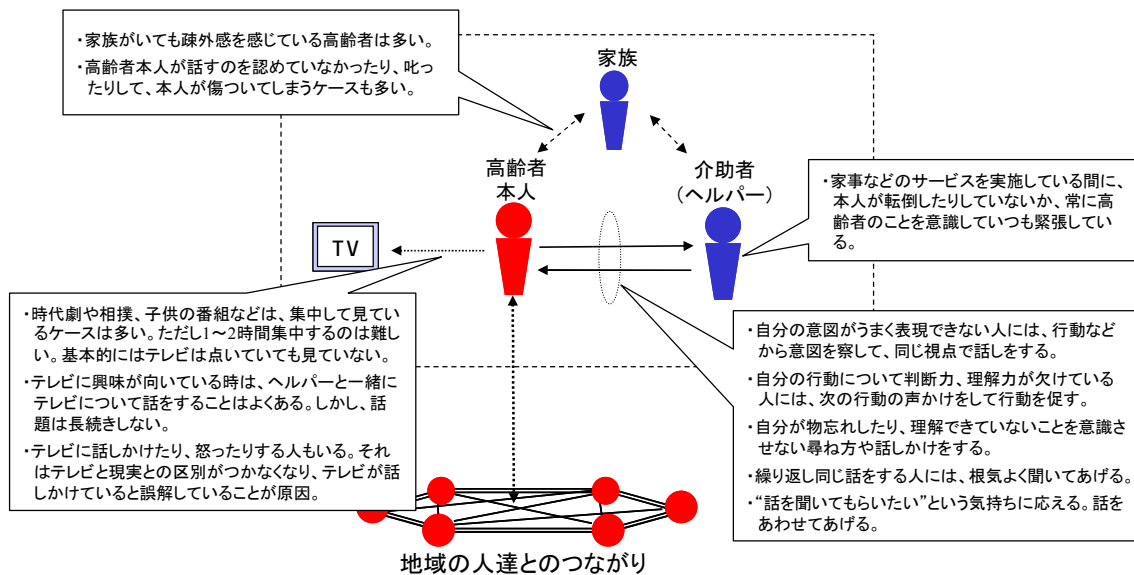 ・家族がいても疎外感を感じている高齢者は多い。
・高齢者本人が話すのを認めていなかったり、叱っ
たりして、本人が傷ついてしまうケースも多い。
家族
高齢者
本人
介助者
（ヘルパー）
・家事などのサービスを実施している間に、
本人が転倒したりしていないか、常に高
齢者のことを意識していつも緊張してい
る。
TV
・時代劇や相撲、子供の番組などは、集中して見て
いるケースは多い。ただし1～2時間集中するのは難し
い。基本的にはテレビは点いていても見ていない。
・テレビに興味が向いている時は、ヘルパーと一緒に
テレビについて話をすることはよくある。しかし、話
題は長続きしない。
・テレビに話しかけたり、怒ったりする人もいる。そ
れはテレビと現実との区別がつかなくなり、テレビが話
しかけていると誤解していることが原因。
・自分の意図がうまく表現できない人には、行動など
から意図を察して、同じ視点で話しをする。
・自分の行動について判断力、理解力が欠けている
人には、次の行動の声かけをして行動を促す。
・自分が物忘れしたり、理解できていないことを意識
させない尋ね方や話しかけをする。
・繰り返し同じ話をする人には、根気よく聞いてあげる。
・“話を聞いてもらいたい”という気持ちに応える。話を
あわせてあげる。
地域の人達とのつながり